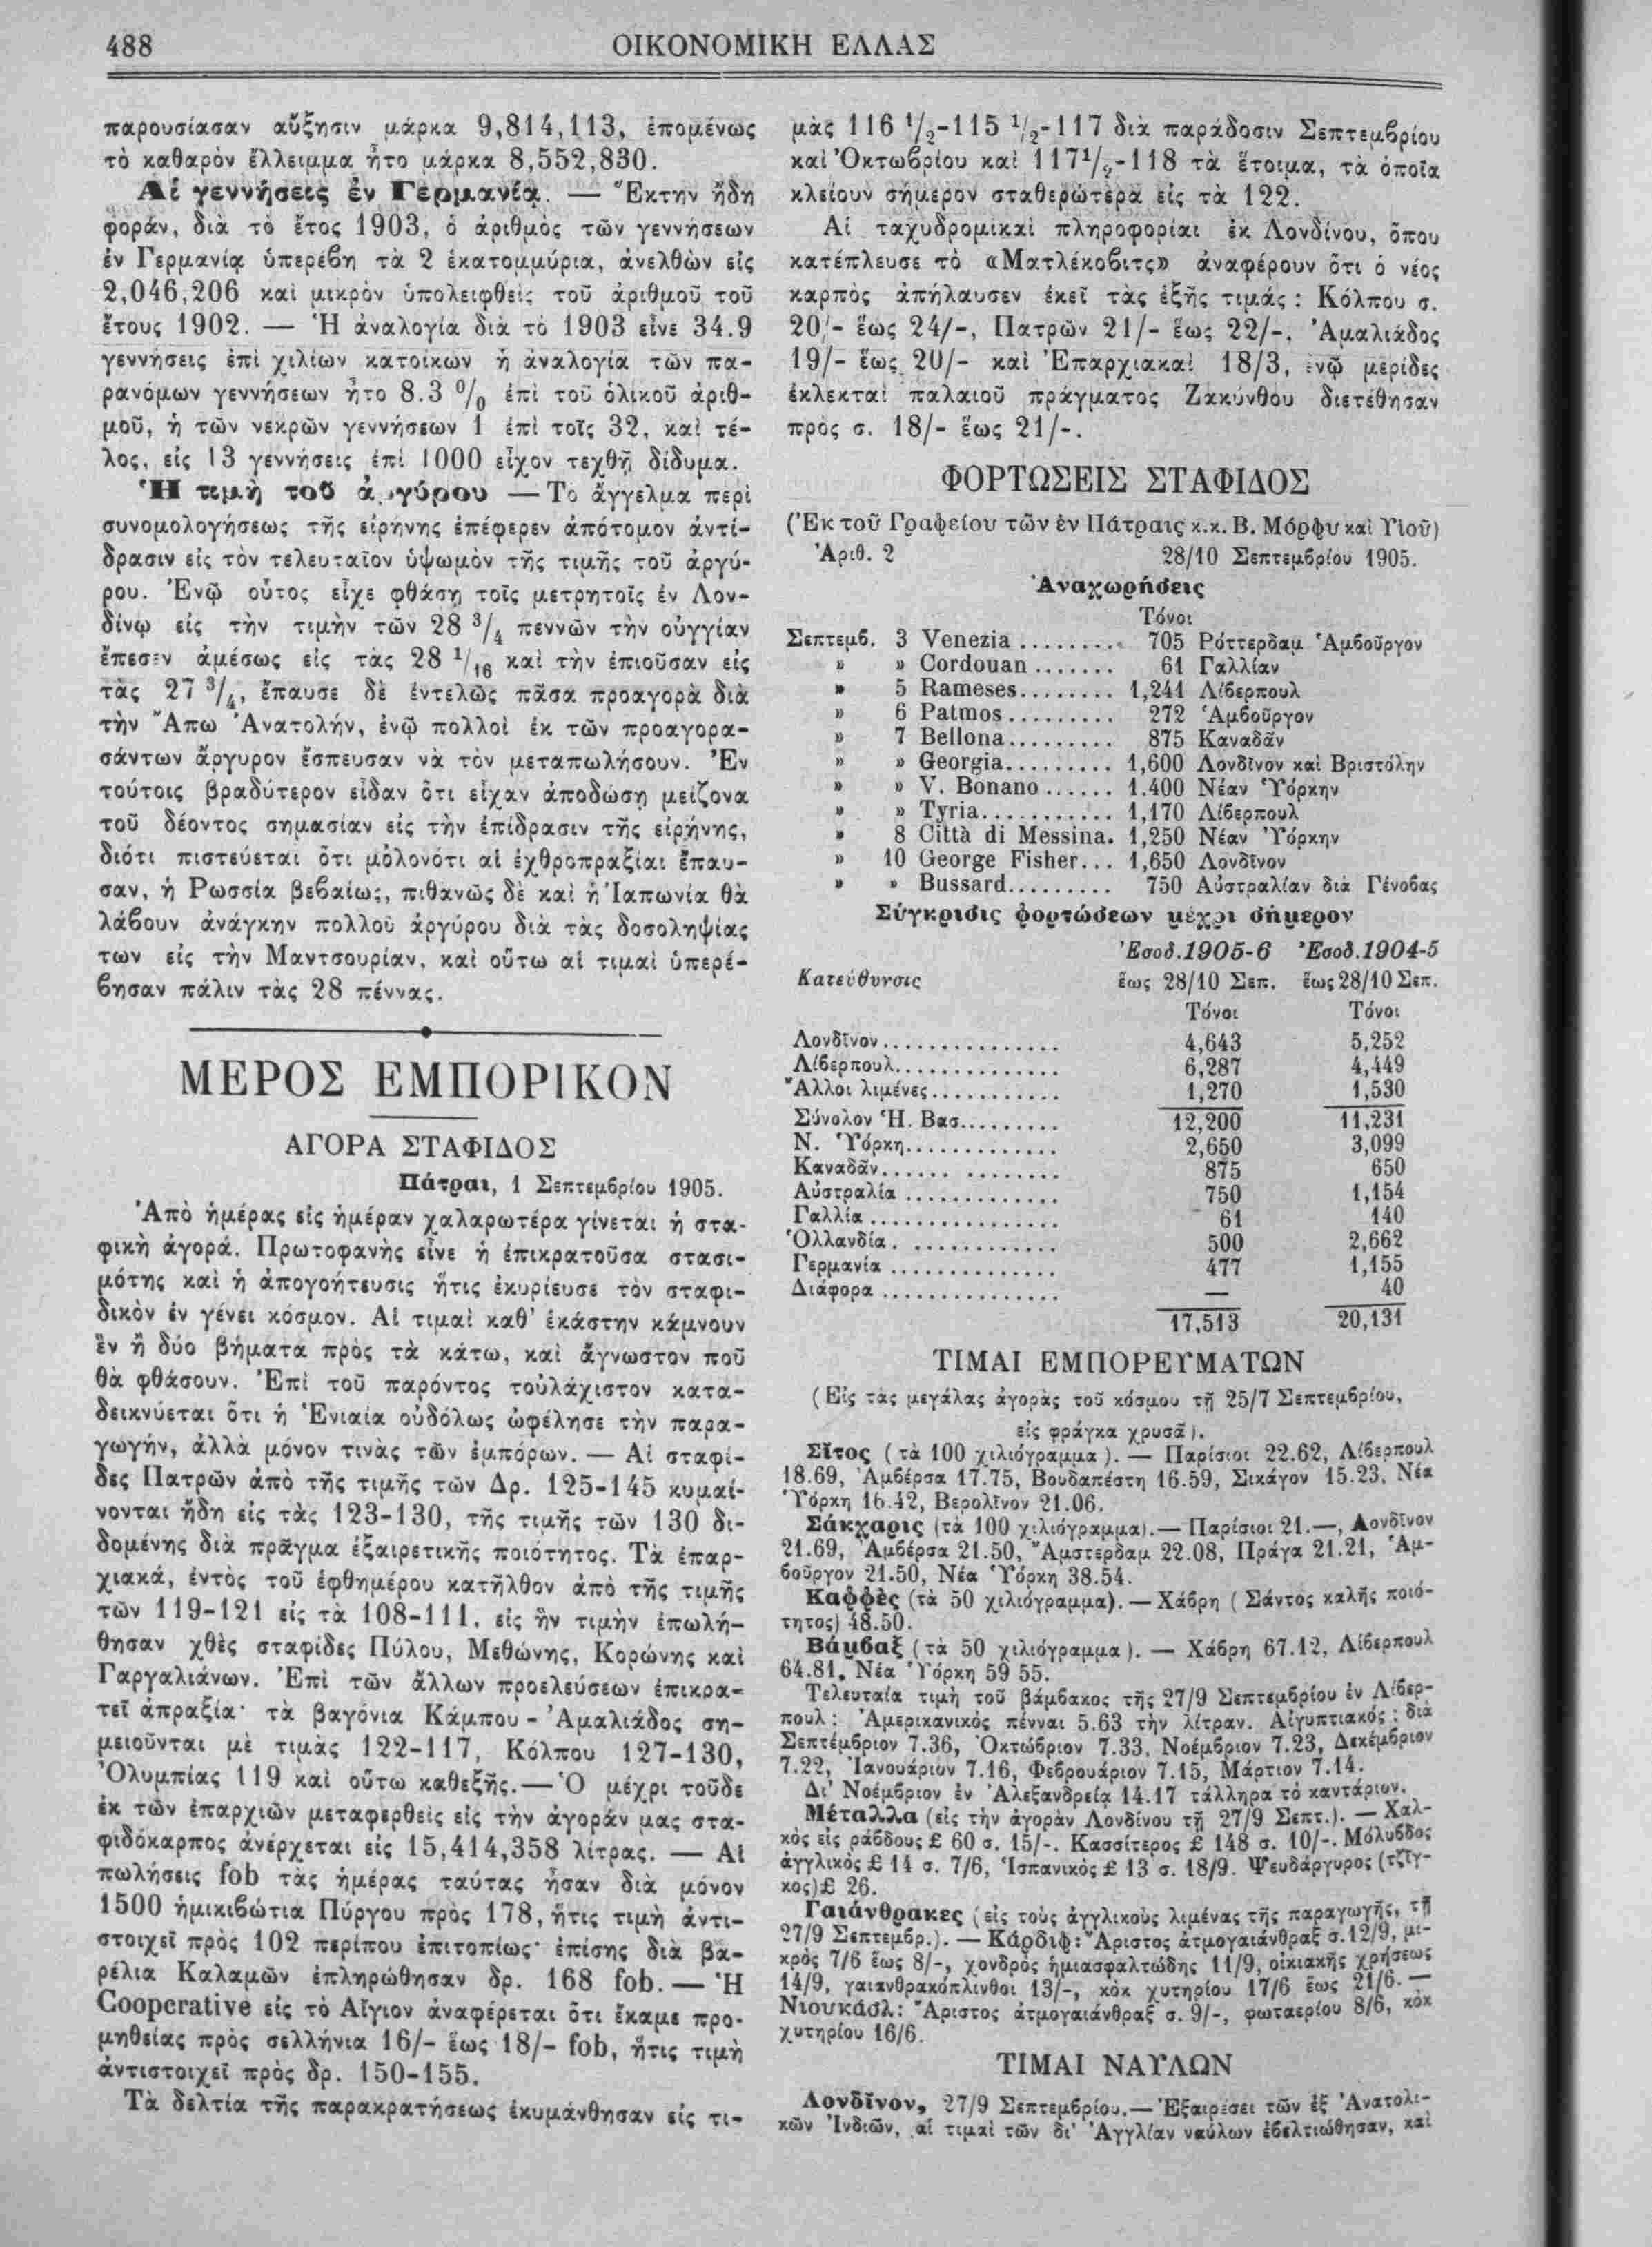 488
ΟΙΚΟΝΟΜΙΚΗ ΕΛΛΑΣ
παρουσίασαν αὔξησιν μάρκα 9,814,113, ἑπομένως
τὸ καθαρὸν ἔλλειμμα ἦτο μάρκα 8,552,830.
Αἱ γεννήσεις ἐν Γερμανίᾳ. — Ἕκτην ἤδη
φοράν, διὰ τὸ ἔτος 1903, ὁ ἀριθμὸς τῶν γεννήσεων
ἐν Γερμανίᾳ ὑπερέβη τὰ 2 ἑκατομμύρια, ἀνελθὼν εἰς
2,046,206 καὶ μικρὸν ὑπολειφθεὶς τοῦ ἀριθμοῦ τοῦ
ἔτους 1902. — Ἡ ἀναλογία διὰ τὸ 1903 εἶνε 34.9
γεννήσεις ἐπὶ χιλίων κατοίκων ἡ ἀναλογία τῶν πα-
ρανόμων γεννήσεων ἦτο 8.3 % ἐπὶ τοῦ ὁλικοῦ ἀριθ-
μοῦ, ἡ τῶν νεκρῶν γεννήσεων 1 ἐπὶ τοῖς 32, καὶ τέ-
λος, εἰς 13 γεννήσεις ἐπὶ 1000 εἶχον τεχθῆ δίδυμα.
Ἡ τιμὴ τοῦ ἀργύρου — Τὸ ἄγγελμα περὶ
συνομολογήσεως τῆς εἰρήνης ἐπέφερεν ἀπότομον ἀντί-
δρασιν εἰς τὸν τελευταῖον ὑψωμὸν τῆς τιμῆς τοῦ ἀργύ-
ρου. Ἐνῷ οὗτος εἶχε φθάσῃ τοῖς μετρητοῖς ἐν Λον-
δίνῳ εἰς τὴν τιμὴν τῶν 28 3/4 πεννῶν τὴν οὐγγίαν
ἔπεσεν ἀμέσως εἰς τὰς 28 1/16 καὶ τὴν ἐπιοῦσαν εἰς
τὰς 27 3/4, ἔπαυσε δὲ ἐντελῶς πᾶσα προαγορὰ διὰ
τὴν Ἄπω Ἀνατολήν, ἐνῷ πολλοὶ ἐκ τῶν προαγορα-
σάντων ἄργυρον ἔσπευσαν νὰ τὸν μεταπωλήσουν. Ἐν
τούτοις βραδύτερον εἶδαν ὅτι εἶχαν ἀποδώσῃ μείζονα
τοῦ δέοντος σημασίαν εἰς τὴν ἐπίδρασιν τῆς εἰρήνης,
διότι πιστεύεται ὅτι μολονότι αἱ ἐχθροπραξίαι ἔπαυ-
σαν, ἡ Ρωσσία βεβαίως, πιθανῶς δὲ καὶ ἡ Ἰαπωνία θὰ
λάβουν ἀνάγκην πολλοῦ ἀργύρου διὰ τὰς δοσοληψίας
των εἰς τὴν Μαντσουρίαν, καὶ οὕτω αἱ τιμαὶ ὑπερέ-
βησαν πάλιν τὰς 28 πέννας.
ΜΕΡΟΣ ΕΜΠΟΡΙΚΟΝ
ΑΓΟΡΑ ΣΤΑΦΙΔΟΣ
Πάτραι, 1 Σεπτεμβρίου 1905.
Ἀπὸ ἡμέρας εἰς ἡμέραν χαλαρωτέρα γίνεται ἡ στα-
φικὴ ἀγορά. Πρωτοφανὴς εἶνε ἡ ἐπικρατοῦσα στασι-
μότης καὶ ἡ ἀπογοήτευσις ἥτις ἐκυρίευσε τὸν σταφι-
δικὸν ἐν γένει κόσμον. Αἱ τιμαὶ καθ' ἑκάστην κάμνουν
ἓν ἢ δύο βήματα πρὸς τὰ κάτω, καὶ ἄγνωστον ποῦ
θὰ φθάσουν. Ἐπὶ τοῦ παρόντος τοὐλάχιστον κατα-
δεικνύεται ὅτι ἡ Ἑνιαία οὐδόλως ὠφέλησε τὴν παρα-
γωγήν, ἀλλὰ μόνον τινὰς τῶν ἐμπόρων. — Αἱ σταφί-
δες Πατρῶν ἀπὸ τῆς τιμῆς τῶν Δρ. 125-145 κυμαί-
νονται ἤδη εἰς τὰς 123-130, τῆς τιμῆς τῶν 130 δι-
δομένης διὰ πρᾶγμα ἐξαιρετικῆς ποιότητος. Τὰ ἐπαρ-
χιακά, ἐντὸς τοῦ ἑφθημέρου κατῆλθον ἀπὸ τῆς τιμῆς
τῶν 119-121 εἰς τὰ 108-111, εἰς ἣν τιμὴν ἐπωλή-
θησαν χθὲς σταφίδες Πύλου, Μεθώνης, Κορώνης καὶ
Γαργαλιάνων. Ἐπὶ τῶν ἄλλων προελεύσεων ἐπικρα-
τεῖ ἀπραξία· τὰ βαγόνια Κάμπου - Ἀμαλιάδος ση-
μειοῦνται μὲ τιμὰς 122-117, Κόλπου 127-130,
Ὀλυμπίας 119 καὶ οὕτω καθεξῆς. — Ὁ μέχρι τοῦδε
ἐκ τῶν ἐπαρχιῶν μεταφερθεὶς εἰς τὴν ἀγοράν μας στα-
φιδόκαρπος ἀνέρχεται εἰς 15,414,358 λίτρας. — Αἱ
πωλήσεις fob τὰς ἡμέρας ταύτας ἦσαν διὰ μόνον
1500 ἡμικιβώτια Πύργου πρὸς 178, ἥτις τιμὴ ἀντι-
στοιχεῖ πρὸς 102 περίπου ἐπιτοπίως· ἐπίσης διὰ βα-
ρέλια Καλαμῶν ἐπληρώθησαν δρ. 168 fob. — Ἡ
Cooperative εἰς τὸ Αἴγιον ἀναφέρεται ὅτι ἔκαμε προ-
μηθείας πρὸς σελλήνια 16/- ἕως 18/- fob, ἥτις τιμὴ
ἀντιστοιχεῖ πρὸς δρ. 150-155.
Τὰ δελτία τῆς παρακρατήσεως ἐκυμάνθησαν εἰς τι-
μὰς 116 1/2-115 1/2-117 διὰ παράδοσιν Σεπτεμβρίου
καὶ Ὀκτωβρίου καὶ 117 1/2-118 τὰ ἕτοιμα, τὰ ὁποῖα
κλείουν σήμερον σταθερώτερα εἰς τὰ 122.
Αἱ ταχυδρομικαὶ πληροφορίαι ἐκ Λονδίνου, ὅπου
κατέπλευσε τὸ «Ματλέκοβιτς» ἀναφέρουν ὅτι ὁ νέος
καρπὸς ἀπήλαυσεν ἐκεῖ τὰς ἑξῆς τιμάς : Κόλπου σ.
20/- ἕως 24/-, Πατρῶν 21/- ἕως 22/-, Ἀμαλιάδος
19/- ἕως 20/- καὶ Ἐπαρχιακαὶ 18/3, ἐνῷ μερίδες
ἐκλεκταὶ παλαιοῦ πράγματος Ζακύνθου διετέθησαν
πρὸς σ. 18/- ἕως 21/-.
ΦΟΡΤΩΣΕΙΣ ΣΤΑΦΙΔΟΣ
(Ἐκ τοῦ Γραφείου τῶν ἐν Πάτραις κ.κ. Β. Μόρφυ καὶ Υἱοῦ)
Ἀριθ. 2 28/10 Σεπτεμβρίου 1905.
Ἀναχωρήσεις
Τόνοι
Σεπτεμβ. 3 Venezia ......... 705 Ρόττερδαμ Ἁμβοῦργον
» » Cordouan ....... 61 Γαλλίαν
» 5 Rameses........ 1,241 Λίβερπουλ
» 6 Patmos ......... 272 Ἁμβοῦργον
» 7 Bellona......... 875 Καναδᾶν
» » Georgia......... 1,600 Λονδῖνον καὶ Βριστόλην
» » V. Bonano ...... 1.400 Νέαν Ὑόρκην
» » Tyria............ 1,170 Λίβερπουλ
» 8 Città di Messina. 1,250 Νέαν Ὑόρκην
» 10 George Fisher... 1,650 Λονδῖνον
» » Bussard......... 750 Αὐστραλίαν διὰ Γένοβας
Σύγκρισις φορτώσεων μέχρι σήμερον
Ἐσοδ.1905-6 Ἐσοδ.1904-5
Κατεύθυνσις ἕως 28/10 Σεπ. ἕως 28/10 Σεπ.
Τόνοι Τόνοι
Λονδῖνον ................ 4,643 5,252
Λίβερπουλ............... 6,287 4,449
Ἄλλοι λιμένες........... 1,270 1,530
Σύνολον Ἡ. Βασ......... 12,200 11,231
Ν. Ὑόρκη.............. 2,650 3,099
Καναδᾶν................ 875 650
Αὐστραλία .............. 750 1,154
Γαλλία ................. 61 140
Ὁλλανδία. ............. 500 2,662
Γερμανία ............... 477 1,155
Διάφορα ................ — 40
17,513 20,131
ΤΙΜΑΙ ΕΜΠΟΡΕΥΜΑΤΩΝ
(Εἰς τὰς μεγάλας ἀγορὰς τοῦ κόσμου τῇ 25/7 Σεπτεμβρίου,
εἰς φράγκα χρυσᾶ).
Σῖτος (τὰ 100 χιλιόγραμμα). — Παρίσιοι 22.62, Λίβερπουλ
18.69, Ἀμβέρσα 17.75, Βουδαπέστη 16.59, Σικάγον 15.23, Νέα
Ὑόρκη 16.42, Βερολῖνον 21.06.
Σάκχαρις (τὰ 100 χιλιόγραμμα). — Παρίσιοι 21.—, Λονδῖνον
21.69, Ἀμβέρσα 21.50, Ἄμστερδαμ 22.08, Πράγα 21.21, Ἁμ-
βοῦργον 21.50, Νέα Ὑόρκη 38.54.
Καφφὲς (τὰ 50 χιλιόγραμμα). — Χάβρη (Σάντος καλῆς ποιό-
τητος) 48.50.
Βάμβαξ (τὰ 50 χιλιόγραμμα). — Χάβρη 67.12, Λίβερπουλ
64.81, Νέα Ὑόρκη 59 55.
Τελευταία τιμὴ τοῦ βάμβακος τῆς 27/9 Σεπτεμβρίου ἐν Λίβερ-
πουλ : Ἀμερικανικός πένναι 5.63 τὴν λίτραν. Αἰγυπτιακός : διὰ
Σεπτέμβριον 7.36, Ὀκτώβριον 7.33, Νοέμβριον 7.23, Δεκέμβριον
7.22, Ἰανουάριον 7.16, Φεβρουάριον 7.15, Μάρτιον 7.14.
Δι' Νοέμβριον ἐν Ἀλεξανδρείᾳ 14.17 τάλληρα τὸ καντάριον.
Μέταλλα (εἰς τὴν ἀγορὰν Λονδίνου τῇ 27/9 Σεπτ.). — Χαλ-
κὸς εἰς ράβδους £ 60 σ. 15/-. Κασσίτερος £ 148 σ. 10/-. Μόλυβδος
ἀγγλικὸς £ 14 σ. 7/6, Ἱσπανικὸς £ 13 σ. 18/9. Ψευδάργυρος (τζίγ-
κος) £ 26.
Γαιάνθρακες (εἰς τοὺς ἀγγλικοὺς λιμένας τῆς παραγωγῆς, τῇ
27/9 Σεπτεμβρ.). — Κάρδιφ: Ἄριστος ἀτμογαιάνθραξ σ. 12/9, μι-
κρὸς 7/6 ἕως 8/-, χονδρὸς ἡμιασφαλτώδης 11/9, οἰκιακῆς χρήσεως
14/9, γαιανθρακόπλινθοι 13/-, κὸκ χυτηρίου 17/6 ἕως 21/6. —
Νιουκάσλ: Ἄριστος ἀτμογαιάνθραξ σ. 9/-, φωταερίου 8/6, κὸκ
χυτηρίου 16/6.
ΤΙΜΑΙ ΝΑΥΛΩΝ
Λονδῖνον, 27/9 Σεπτεμβρίου. — Ἐξαιρέσει τῶν ἐξ Ἀνατολι-
κῶν Ἰνδιῶν, αἱ τιμαὶ τῶν δι' Ἀγγλίαν ναύλων ἐβελτιώθησαν, καὶ